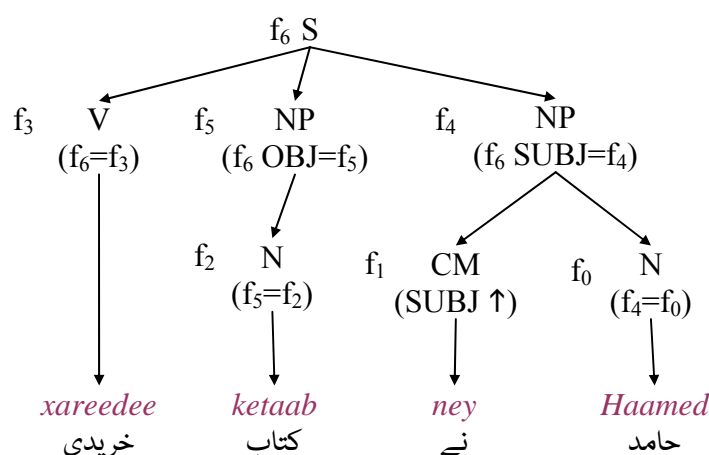 f₆ S
f₃ V f₅ NP f₄ NP
(f₆=f₃) (f₆ OBJ=f₅) (f₆ SUBJ=f₄)
f₂ N f₁ CM f₀ N
(f₅=f₂) (SUBJ ↑) (f₄=f₀)
xareedee ketaab ney Haamed
خریدی کتاب نے حامد